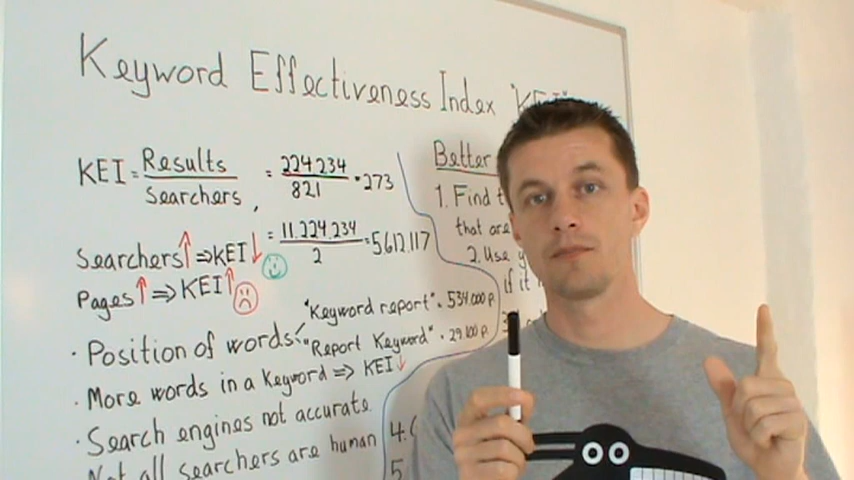 Keyword Effectiveness Index "KEI"
KEI = Results / Searchers = 224.234 / 821 = 273
= 11.224.234 / 2 = 5612.117
Searchers ↑ ⇒ KEI ↓
Pages ↑ ⇒ KEI ↑
· Position of words
"Keyword report" · 534.000 p.
"Report Keyword" · 29.100 p.
· More words in a Keyword ⇒ KEI ↓
· Search engines not accurate
Not all searchers are human
Better
1. Find
that are
2. Use
if it
4.
5.